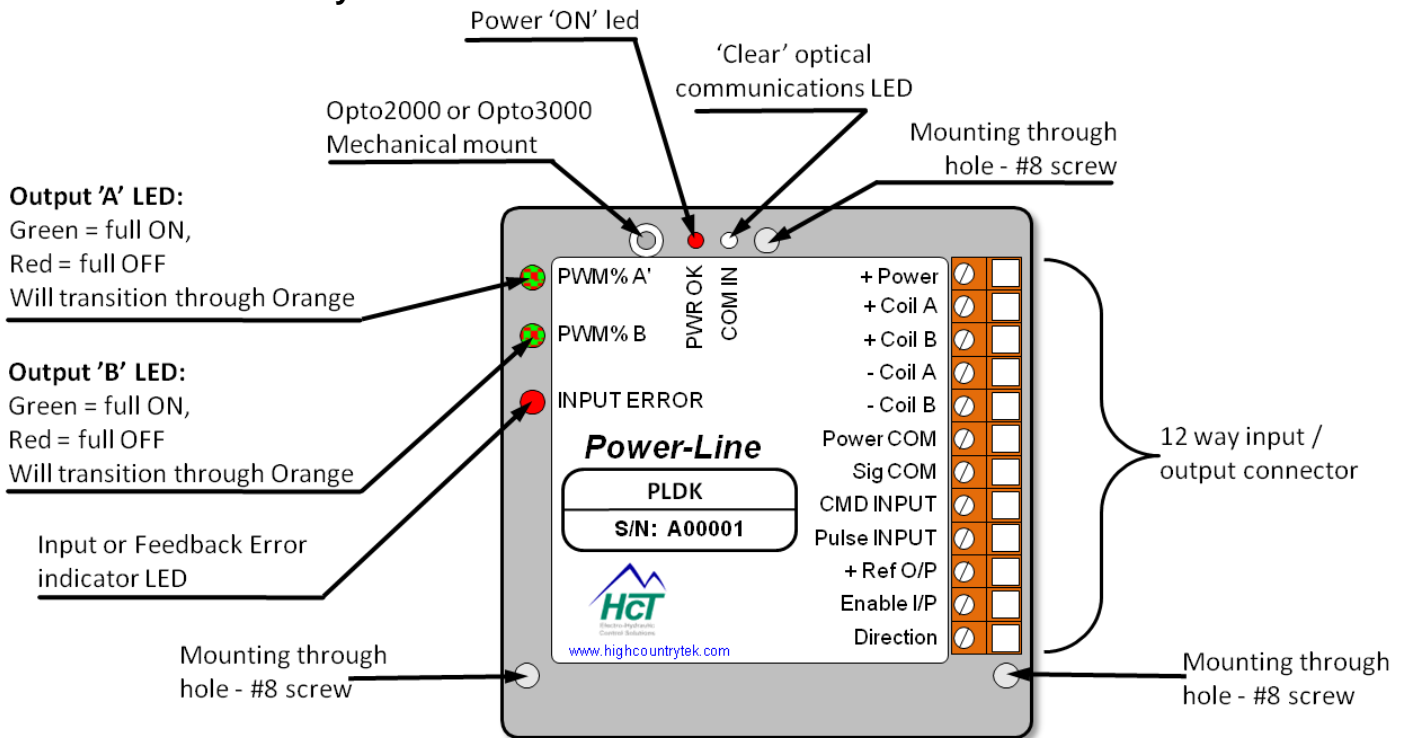 Power ‘ON’ led
‘Clear’ optical
communications LED
Opto2000 or Opto3000
Mechanical mount
Mounting through
hole - #8 screw
Output ’A’ LED:
Green = full ON,
Red = full OFF
Will transition through Orange
Output ’B’ LED:
Green = full ON,
Red = full OFF
Will transition through Orange
Input or Feedback Error
indicator LED
Mounting through
hole - #8 screw
PWM% A'
PWM% B
INPUT ERROR
PWR OK
COM IN
Power-Line
PLDK
S/N: A00001
HCT
Electro-Hydraulic
Control Solutions
www.highcountrytek.com
+ Power
+ Coil A
+ Coil B
- Coil A
- Coil B
Power COM
Sig COM
CMD INPUT
Pulse INPUT
+ Ref O/P
Enable I/P
Direction
12 way input /
output connector
Mounting through
hole - #8 screw